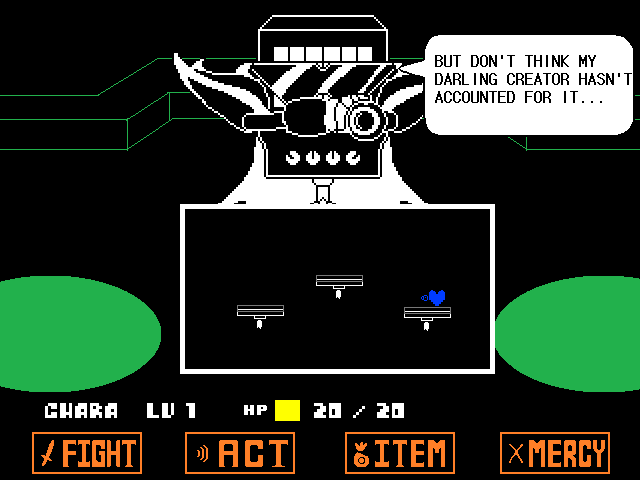 BUT DON'T THINK MY
DARLING CREATOR HASN'T
ACCOUNTED FOR IT...
CHARA LV 1 HP 20 / 20
FIGHT ACT ITEM MERCY